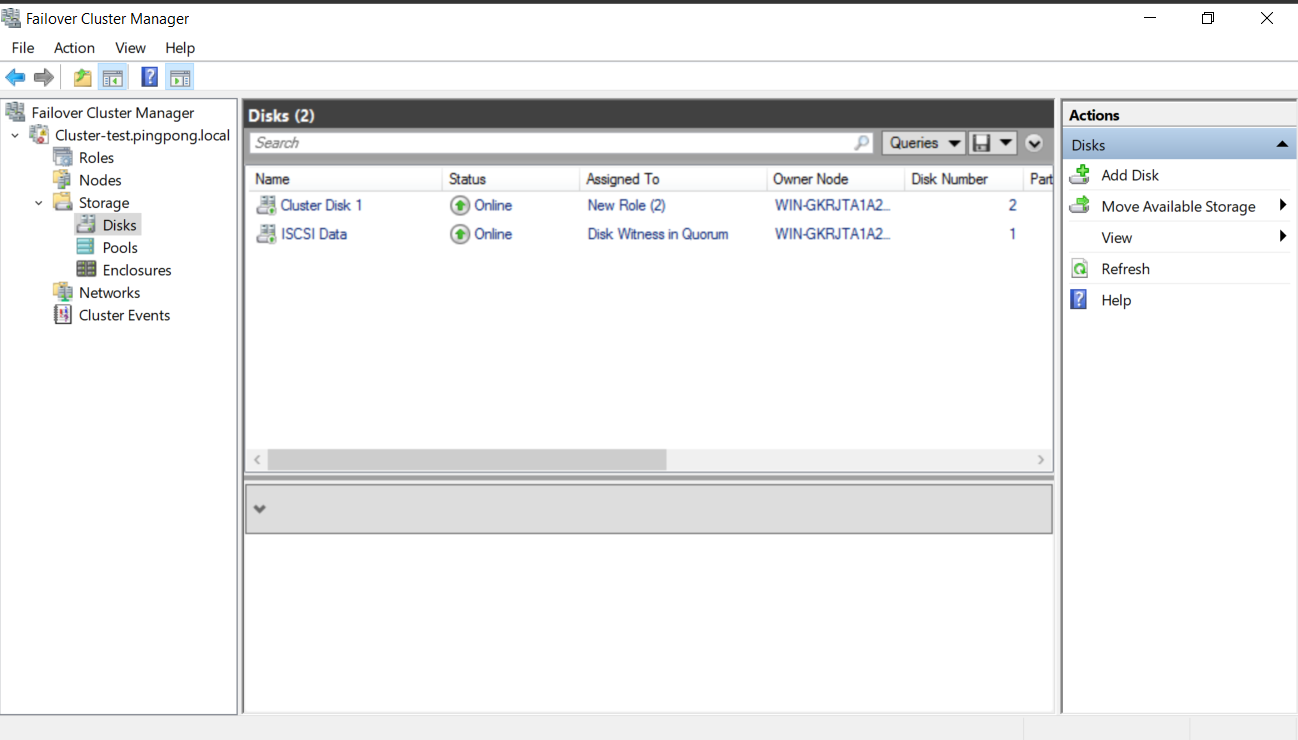 Failover Cluster Manager
File Action View Help
Failover Cluster Manager
Cluster-test.pingpong.local
Roles
Nodes
Storage
Disks
Pools
Enclosures
Networks
Cluster Events
Disks (2)
Search
Queries
Name Status Assigned To Owner Node Disk Number Part
Cluster Disk 1 Online New Role (2) WIN-GKRJTA1A2... 2
ISCSI Data Online Disk Witness in Quorum WIN-GKRJTA1A2... 1
Actions
Disks
Add Disk
Move Available Storage
View
Refresh
Help